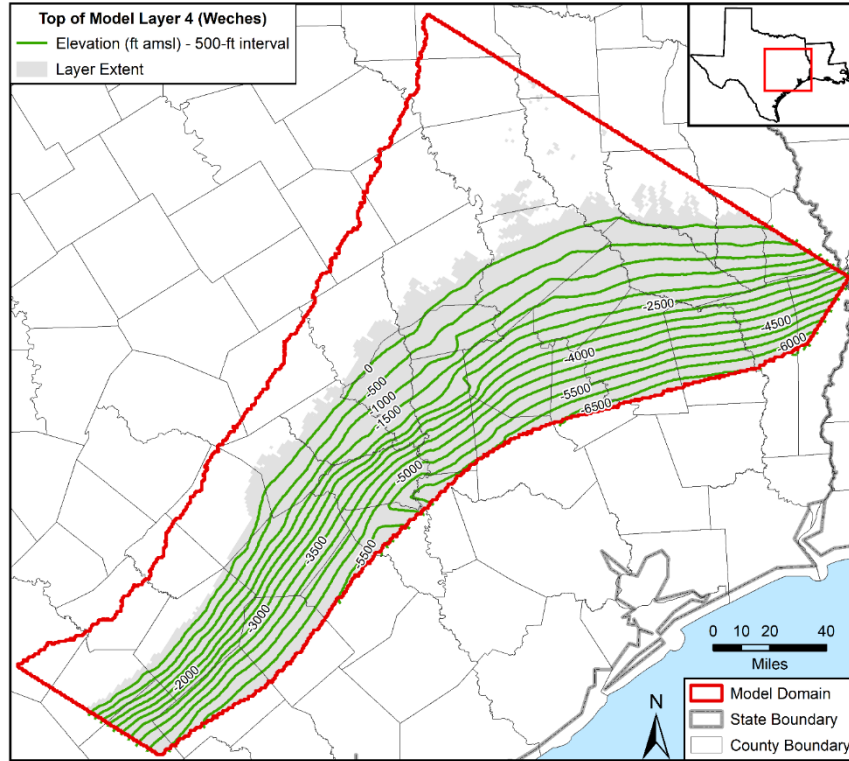 Top of Model Layer 4 (Weches)
Elevation (ft amsl) - 500-ft interval
Layer Extent
-2500
-4500
-6000
-4000
0
-500
-1000
-1500
-5500
-6500
-5000
-3500
-5500
-3000
-2000
0 10 20 40
Miles
N
Model Domain
State Boundary
County Boundary